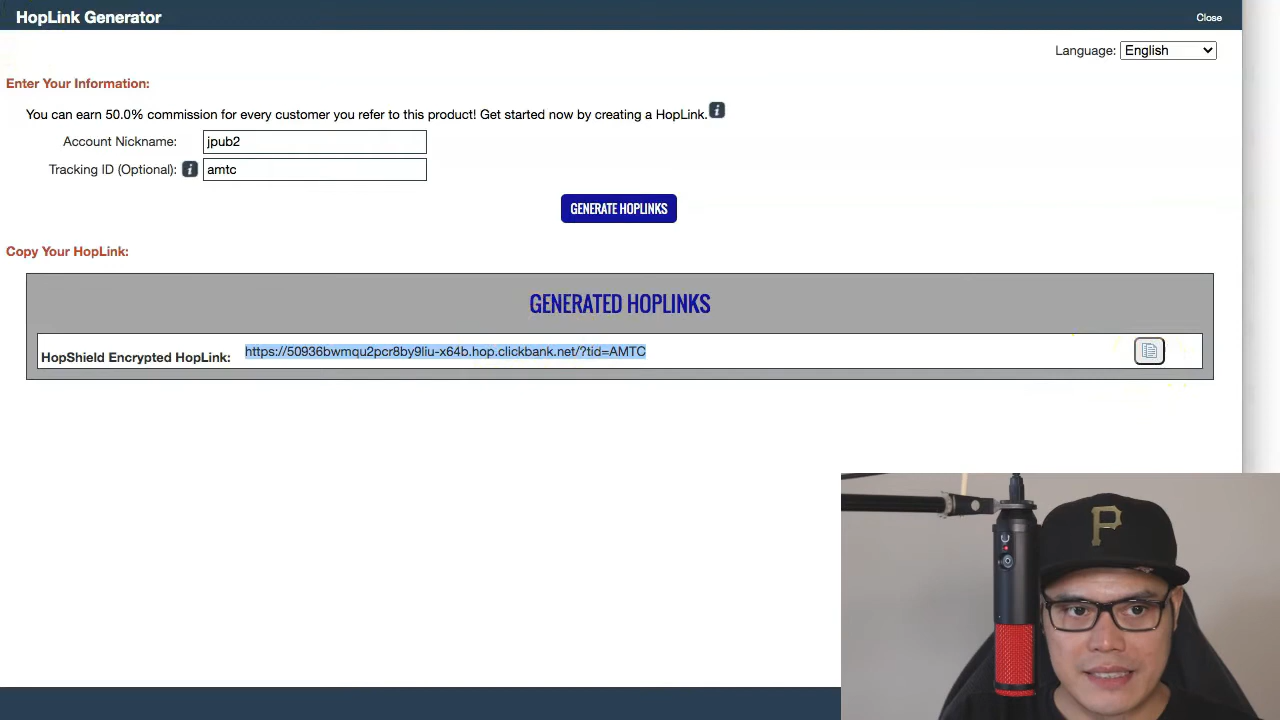 HopLink Generator
Close
Language: English
Enter Your Information:
You can earn 50.0% commission for every customer you refer to this product! Get started now by creating a HopLink. i
Account Nickname: jpub2
Tracking ID (Optional): i amtc
GENERATE HOPLINKS
Copy Your HopLink:
GENERATED HOPLINKS
HopShield Encrypted HopLink: https://50936bwmqu2pcr8by9liu-x64b.hop.clickbank.net/?tid=AMTC
P